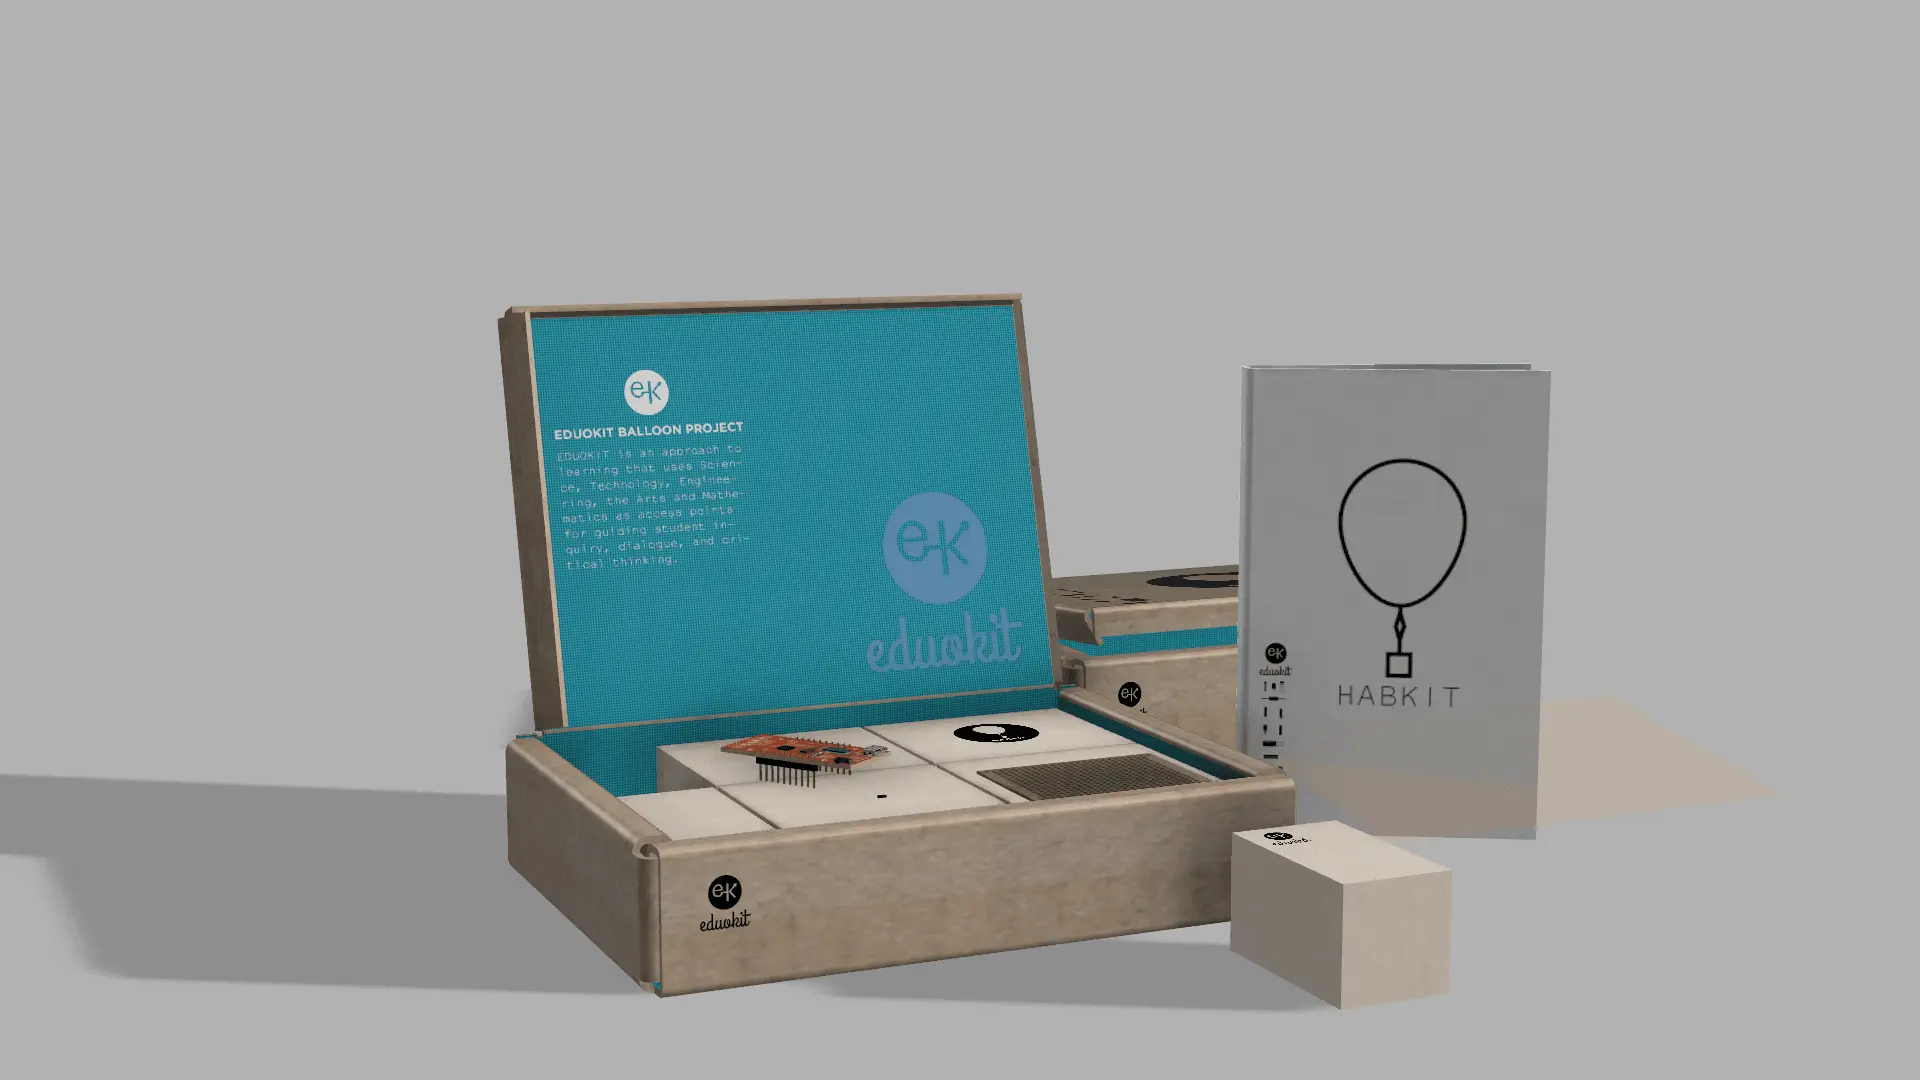 ek
EDUOKIT BALLOON PROJECT
EDUOKIT is an approach to
learning that uses Scien-
ce, Technology, Enginee-
ring, the Arts and Mathe-
matics as access points
for guiding student in-
quiry, dialogue, and cri-
tical thinking.
ek
eduokit
ek
ek
eduokit
HABKIT
ek
eduokit
ek
eduokit